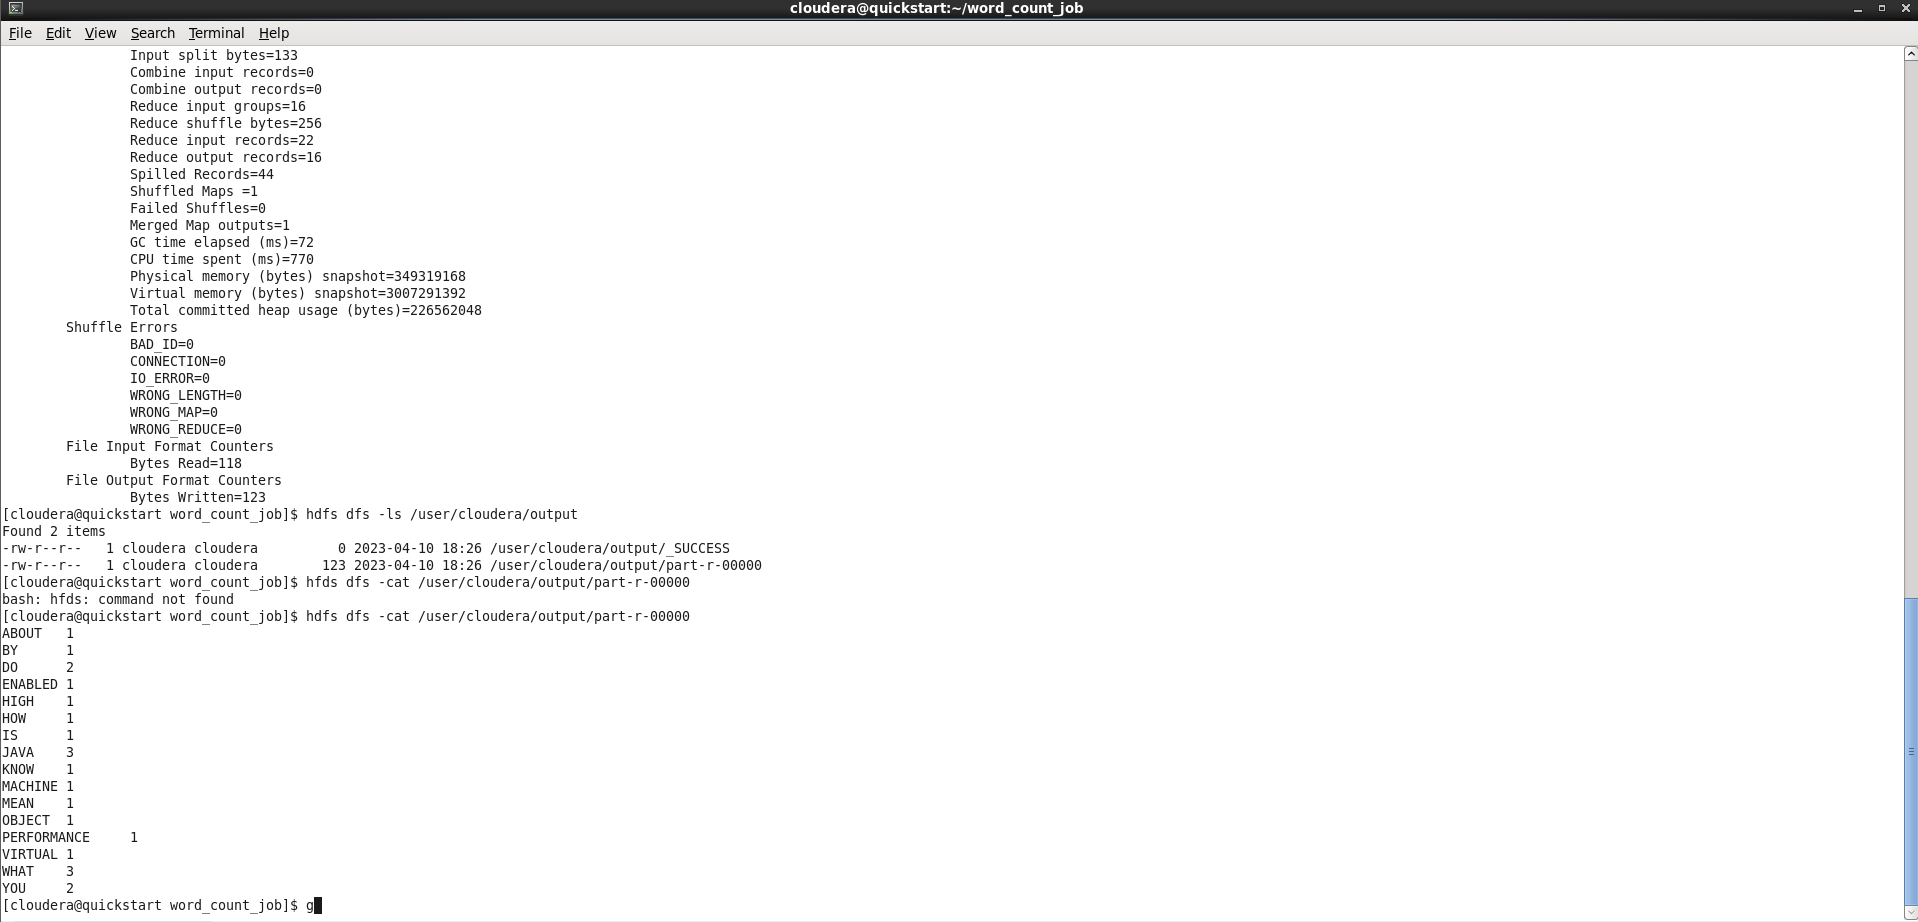 cloudera@quickstart:~/word_count_job
File Edit View Search Terminal Help
Input split bytes=133
Combine input records=0
Combine output records=0
Reduce input groups=16
Reduce shuffle bytes=256
Reduce input records=22
Reduce output records=16
Spilled Records=44
Shuffled Maps =1
Failed Shuffles=0
Merged Map outputs=1
GC time elapsed (ms)=72
CPU time spent (ms)=770
Physical memory (bytes) snapshot=349319168
Virtual memory (bytes) snapshot=3007291392
Total committed heap usage (bytes)=226562048
Shuffle Errors
BAD_ID=0
CONNECTION=0
IO_ERROR=0
WRONG_LENGTH=0
WRONG_MAP=0
WRONG_REDUCE=0
File Input Format Counters
Bytes Read=118
File Output Format Counters
Bytes Written=123
[cloudera@quickstart word_count_job]$ hdfs dfs -ls /user/cloudera/output
Found 2 items
-rw-r--r--   1 cloudera cloudera          0 2023-04-10 18:26 /user/cloudera/output/_SUCCESS
-rw-r--r--   1 cloudera cloudera        123 2023-04-10 18:26 /user/cloudera/output/part-r-00000
[cloudera@quickstart word_count_job]$ hfds dfs -cat /user/cloudera/output/part-r-00000
bash: hfds: command not found
[cloudera@quickstart word_count_job]$ hdfs dfs -cat /user/cloudera/output/part-r-00000
ABOUT   1
BY      1
DO      2
ENABLED 1
HIGH    1
HOW     1
IS      1
JAVA    3
KNOW    1
MACHINE 1
MEAN    1
OBJECT  1
PERFORMANCE     1
VIRTUAL 1
WHAT    3
YOU     2
[cloudera@quickstart word_count_job]$ g